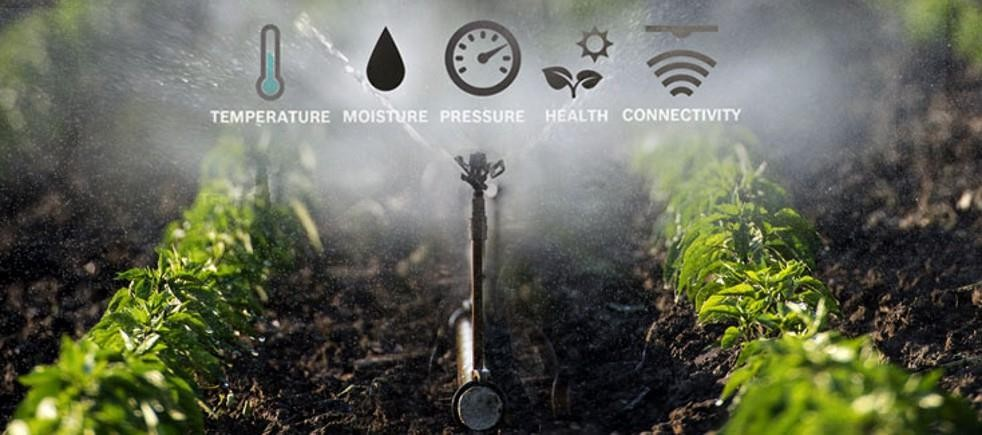 TEMPERATURE MOISTURE PRESSURE HEALTH CONNECTIVITY